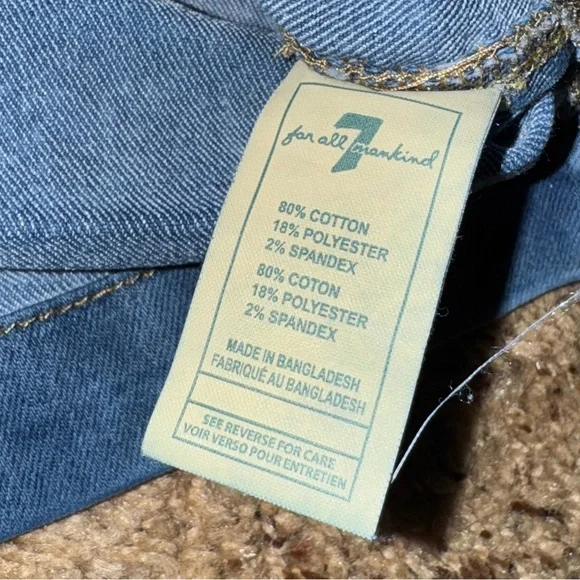 7
for all mankind
80% COTTON
18% POLYESTER
2% SPANDEX
80% COTON
18% POLYESTER
2% SPANDEX
MADE IN BANGLADESH
FABRIQUÉ AU BANGLADESH
SEE REVERSE FOR CARE
VOIR VERSO POUR ENTRETIEN